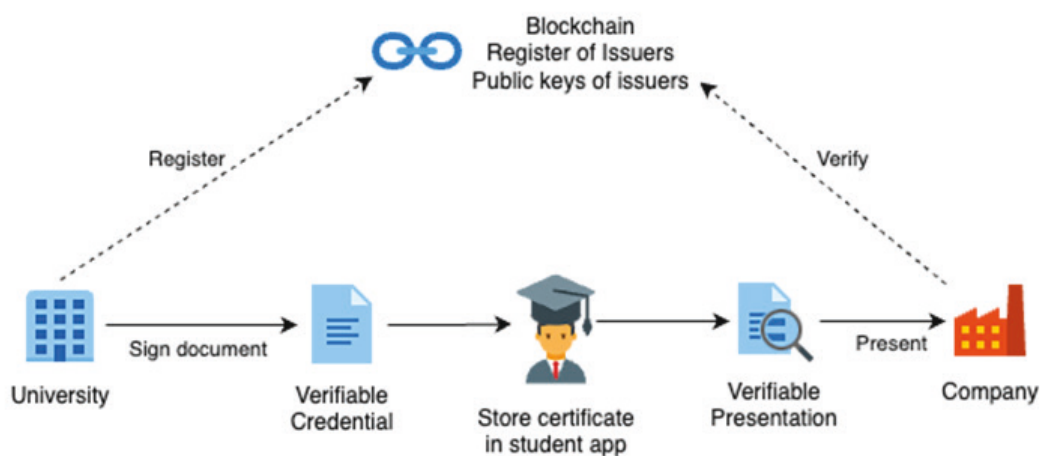 Blockchain
Register of Issuers
Public keys of issuers
Register
Verify
Sign document
Present
University
Verifiable
Credential
Store certificate
in student app
Verifiable
Presentation
Company